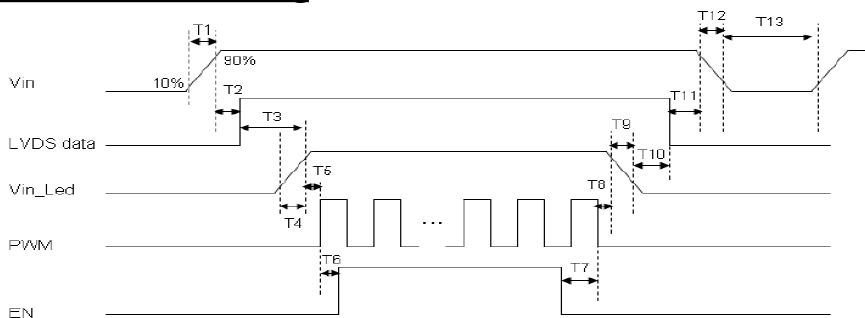 T1
T12
T13
90%
Vin
10%
T2
T11
T3
T9
LVDS data
T10
T5
Vin_Led
T8
T4
...
PWM
T6
T7
EN